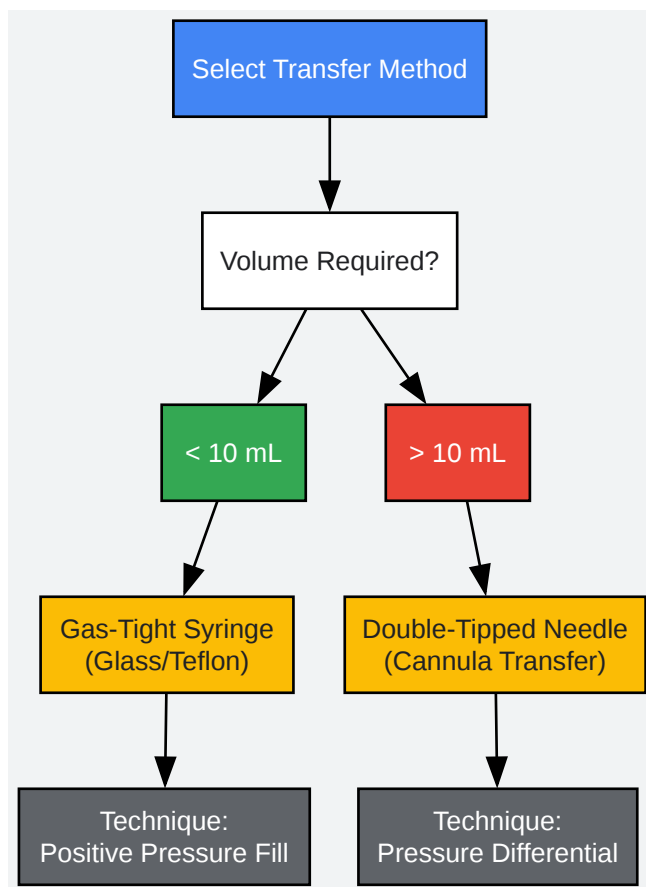 Select Transfer Method
Volume Required?
< 10 mL
> 10 mL
Gas-Tight Syringe
(Glass/Teflon)
Double-Tipped Needle
(Cannula Transfer)
Technique:
Positive Pressure Fill
Technique:
Pressure Differential